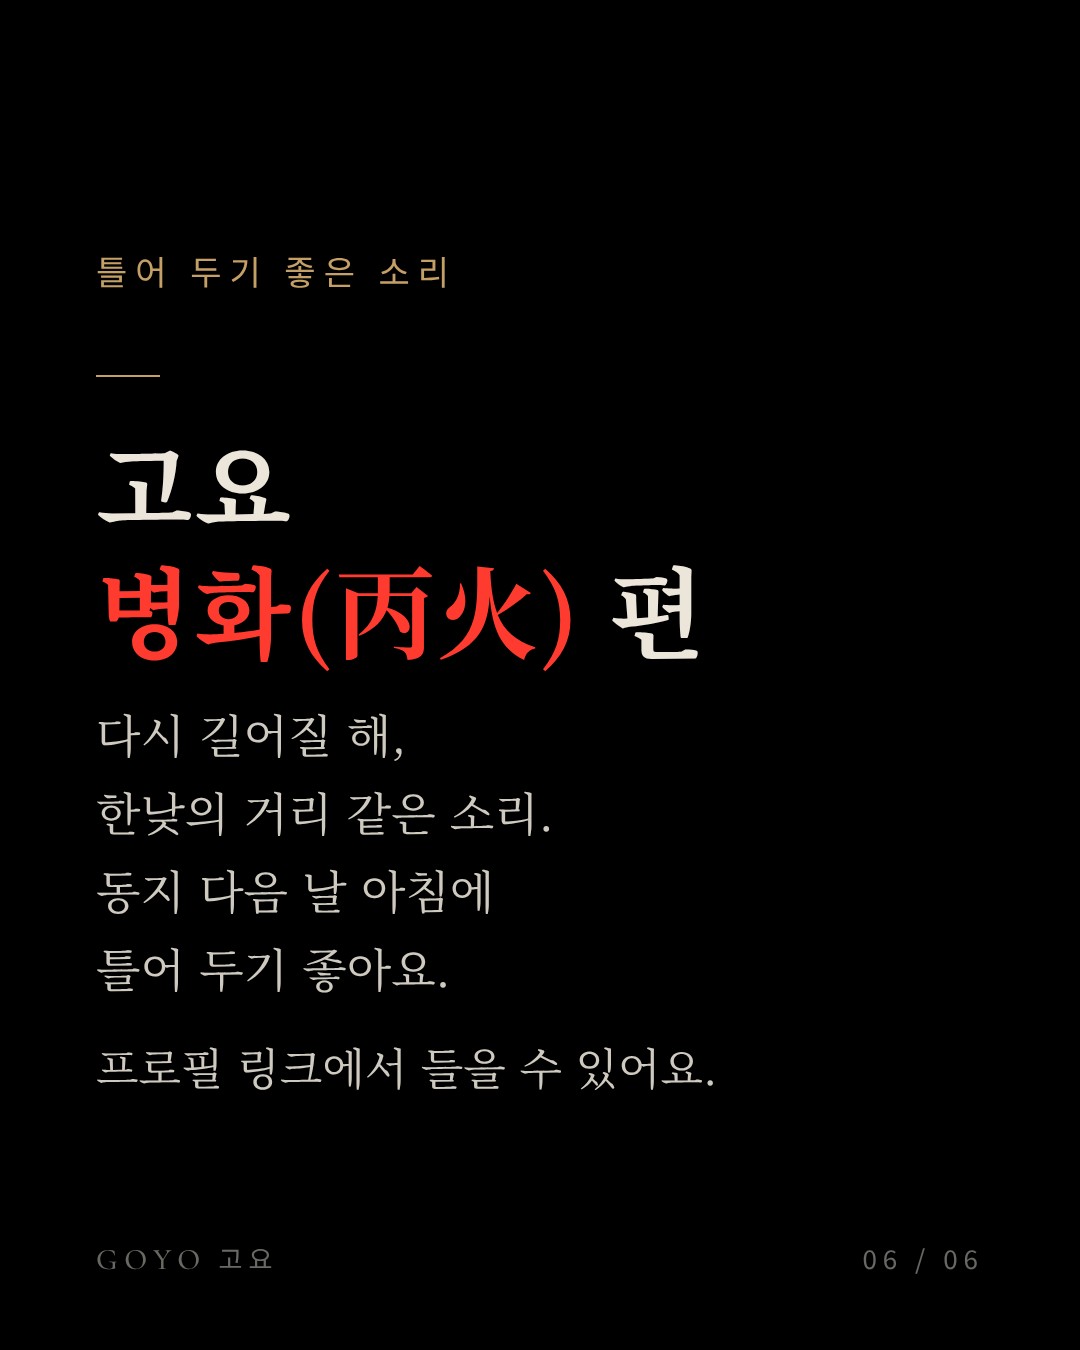 틀어 두기 좋은 소리
고요
병화(丙火) 편
다시 길어질 해,
한낮의 거리 같은 소리.
동지 다음 날 아침에
틀어 두기 좋아요.
프로필 링크에서 들을 수 있어요.
GOYO 고요
06 / 06